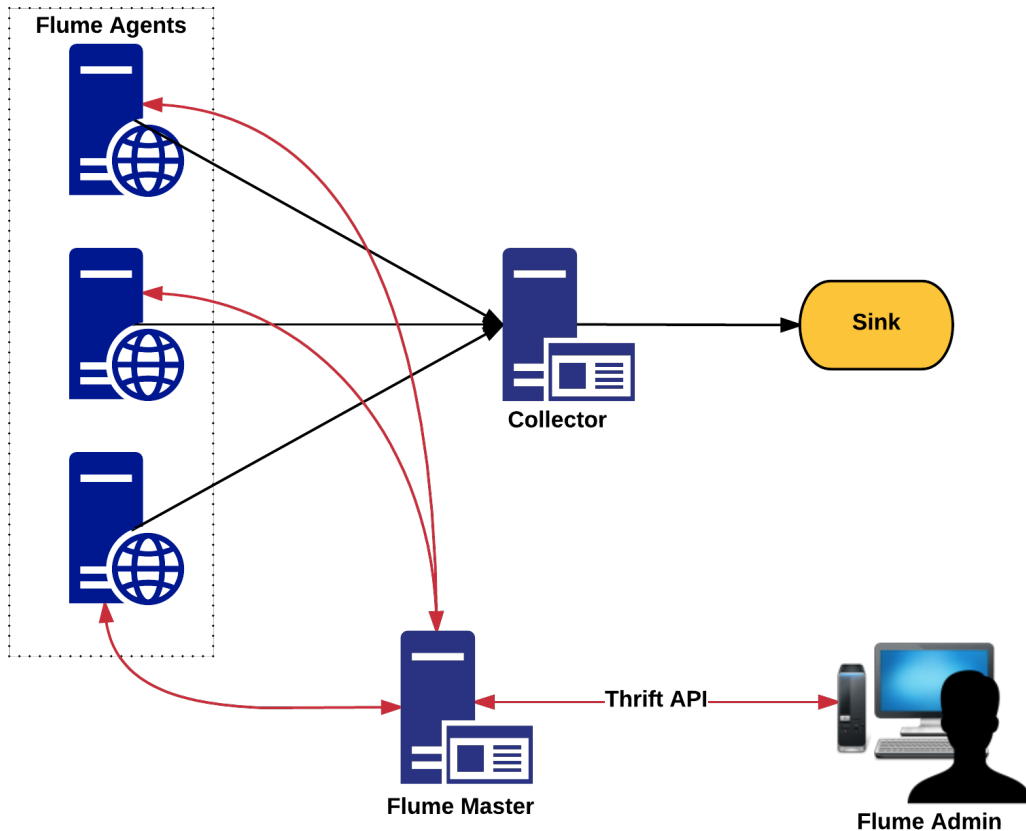 Flume Agents
Sink
Collector
Thrift API
Flume Master
Flume Admin